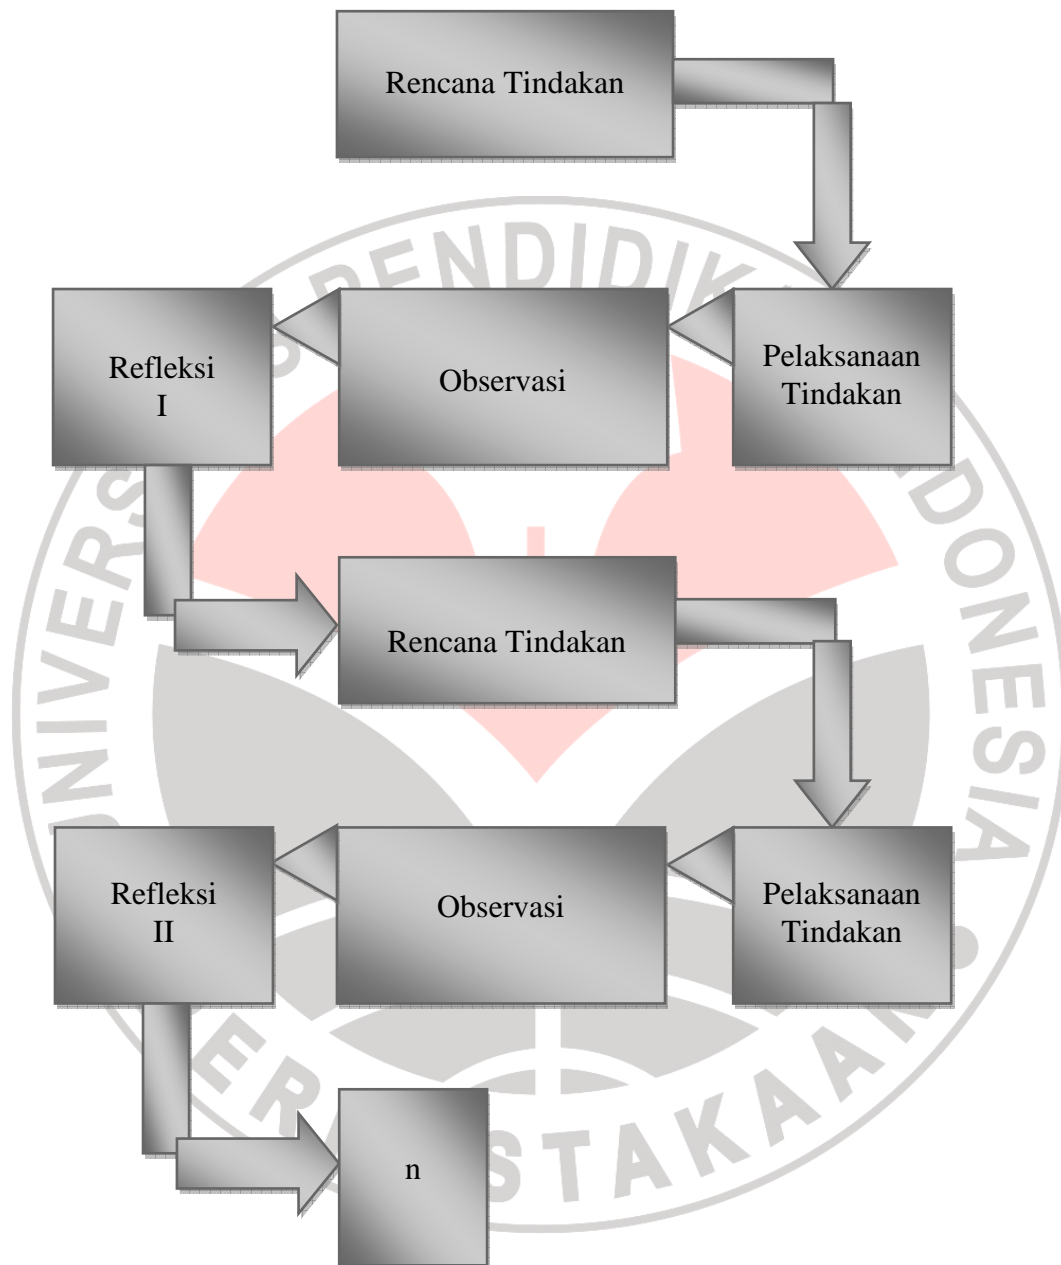 Rencana Tindakan
Refleksi
I
Observasi
Pelaksanaan
Tindakan
Rencana Tindakan
Refleksi
II
Observasi
Pelaksanaan
Tindakan
n